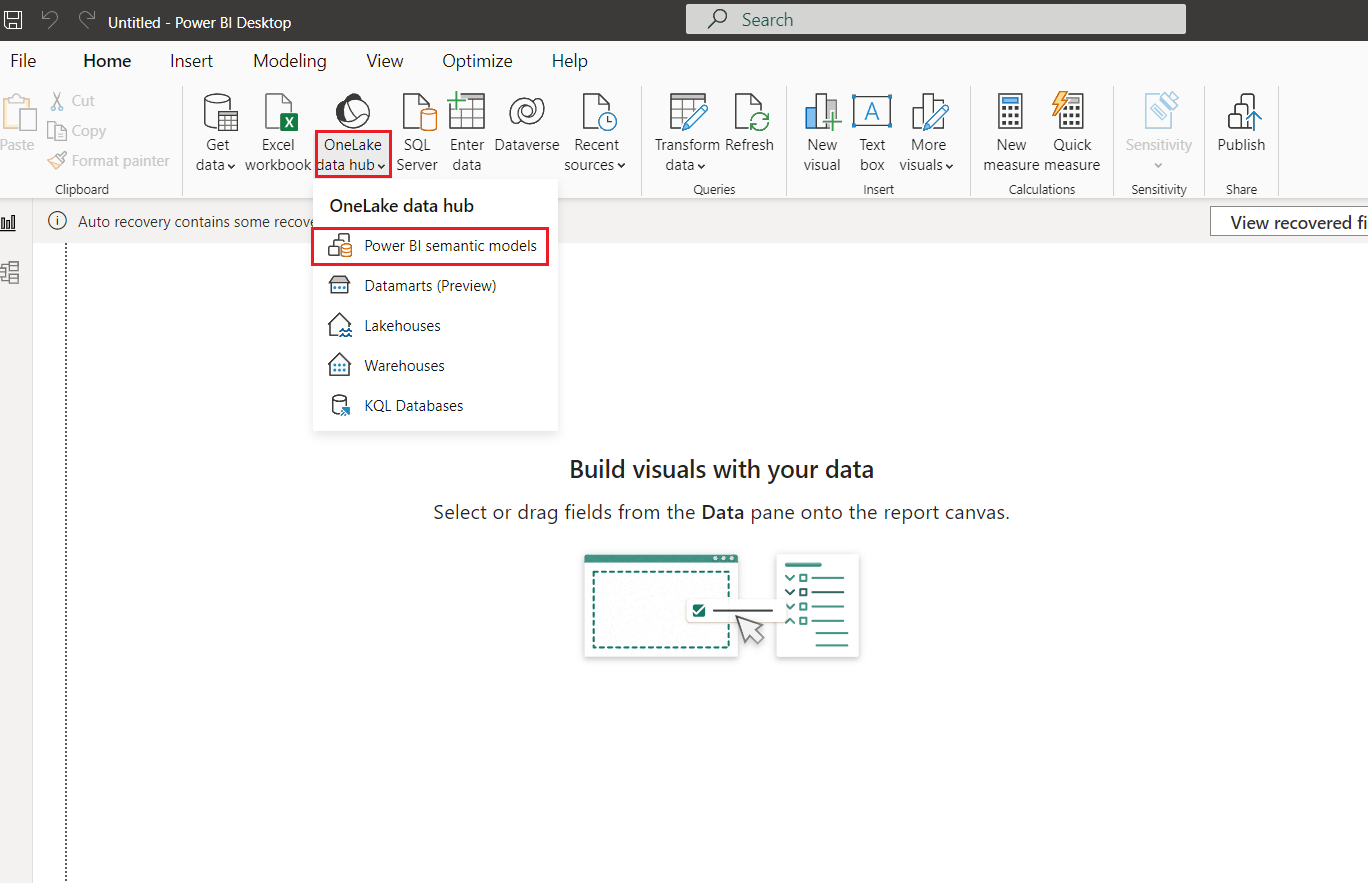 Untitled - Power BI Desktop
Search
File Home Insert Modeling View Optimize Help
Paste
Cut
Copy
Format painter
Clipboard
Get
data
Excel
workbook
OneLake
data hub
SQL
Server
Enter
data
Dataverse
Recent
sources
Transform
data
Refresh
Queries
New
visual
Text
box
More
visuals
Insert
New
measure
Quick
measure
Calculations
Sensitivity
Sensitivity
Publish
Share
Auto recovery contains some recove
View recovered fi
OneLake data hub
Power BI semantic models
Datamarts (Preview)
Lakehouses
Warehouses
KQL Databases
Build visuals with your data
Select or drag fields from the Data pane onto the report canvas.